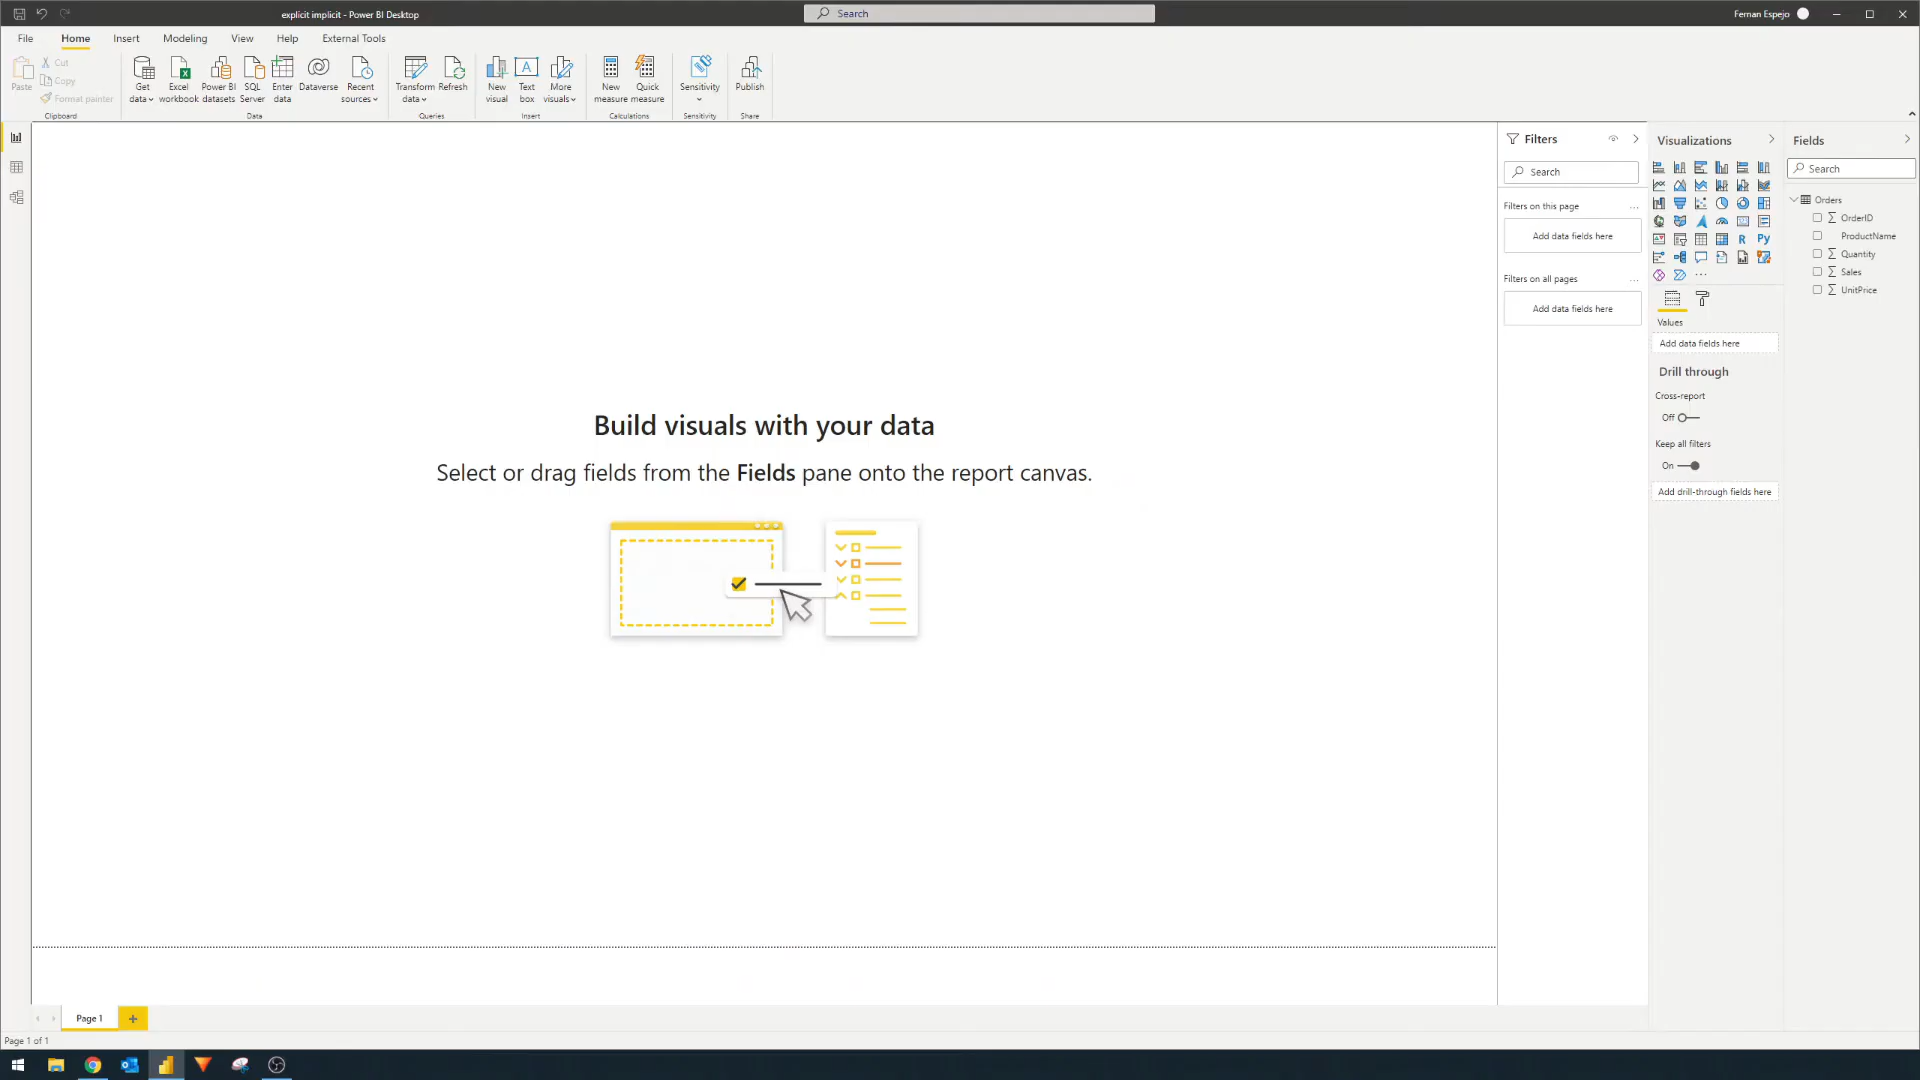 explicit implicit - Power BI Desktop
Search
Fernan Espejo
File
Home
Insert
Modeling
View
Help
External Tools
Paste
Cut
Copy
Format painter
Clipboard
Get data
Excel workbook
Power BI datasets
SQL Server
Enter data
Dataverse
Recent sources
Data
Transform data
Refresh
Queries
New visual
Text box
More visuals
Insert
New measure
Quick measure
Calculations
Sensitivity
Sensitivity
Publish
Share
Build visuals with your data
Select or drag fields from the Fields pane onto the report canvas.
Filters
Search
Filters on this page
Add data fields here
Filters on all pages
Add data fields here
Visualizations
R
Py
Values
Add data fields here
Drill through
Cross-report
Off
Keep all filters
On
Add drill-through fields here
Fields
Search
Orders
OrderID
ProductName
Quantity
Sales
UnitPrice
Page 1
Page 1 of 1